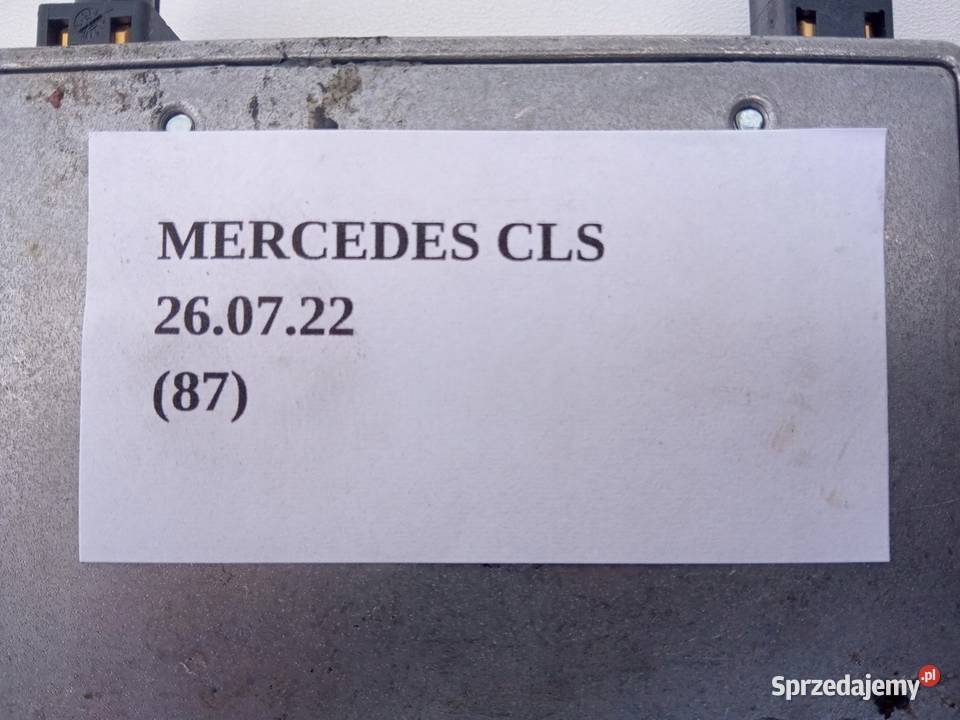 MERCEDES CLS
26.07.22
(87)
Sprzedajemy.pl